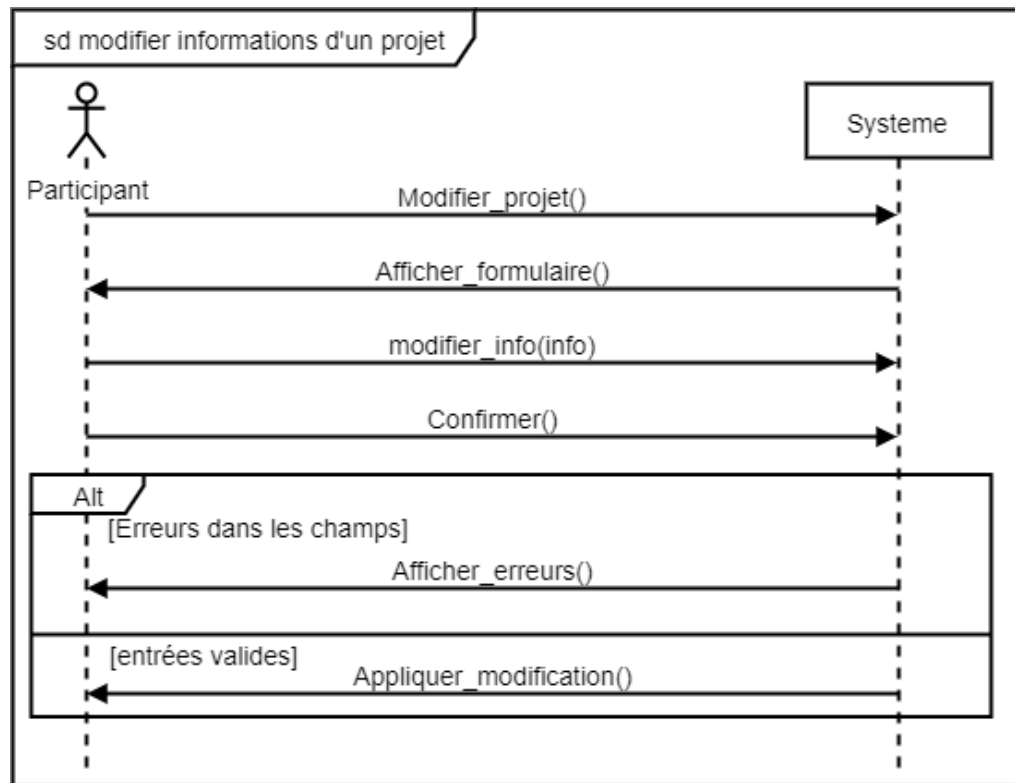 sd modifier informations d'un projet
Systeme
Participant
Modifier_projet()
Afficher_formulaire()
modifier_info(info)
Confirmer()
Alt
[Erreurs dans les champs]
Afficher_erreurs()
[entrées valides]
Appliquer_modification()